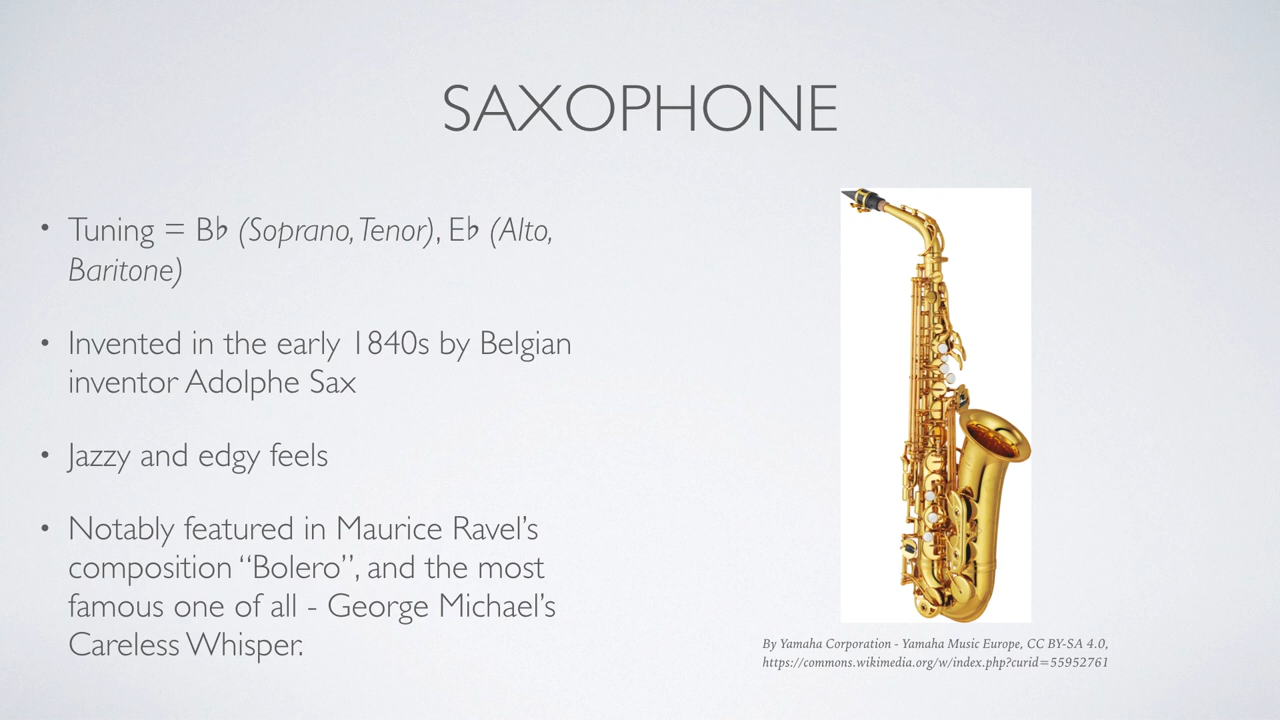 SAXOPHONE
• Tuning = B♭ (Soprano, Tenor), E♭ (Alto,
Baritone)
• Invented in the early 1840s by Belgian
inventor Adolphe Sax
• Jazzy and edgy feels
• Notably featured in Maurice Ravel’s
composition “Bolero”, and the most
famous one of all - George Michael’s
Careless Whisper.
By Yamaha Corporation - Yamaha Music Europe, CC BY-SA 4.0,
https://commons.wikimedia.org/w/index.php?curid=55952761